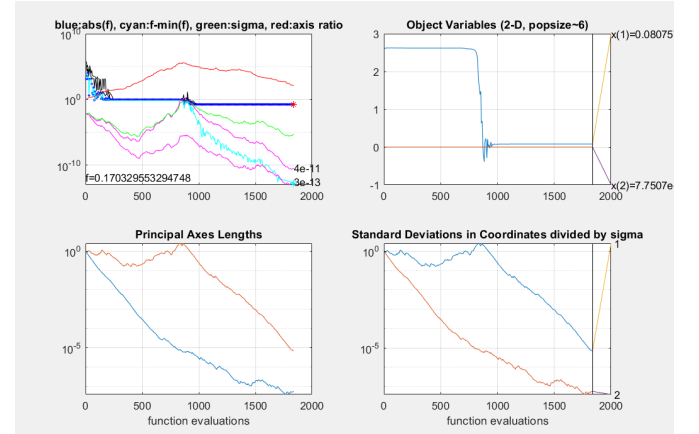 blue:abs(f), cyan:f-min(f), green:sigma, red:axis ratio
10^10
10^0
10^-10
f=0.170329553294748
4e-11
3e-13
0 500 1000 1500 2000
Object Variables (2-D, popsize~6)
3
2
1
0
-1
x(1)=0.08075
x(2)=7.7507e
0 500 1000 1500 2000
Principal Axes Lengths
10^0
10^-5
0 500 1000 1500 2000
function evaluations
Standard Deviations in Coordinates divided by sigma
10^0
10^-5
1
2
0 500 1000 1500 2000
function evaluations